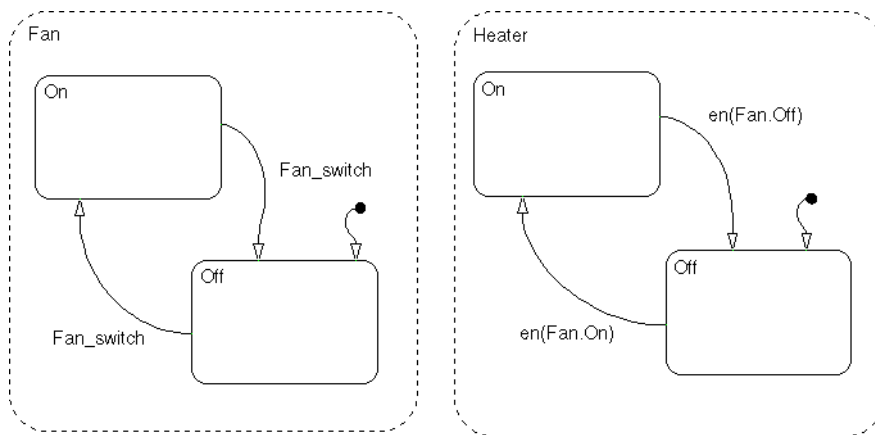 Fan
On
Fan_switch
Off
Fan_switch
Heater
On
en(Fan.Off)
Off
en(Fan.On)